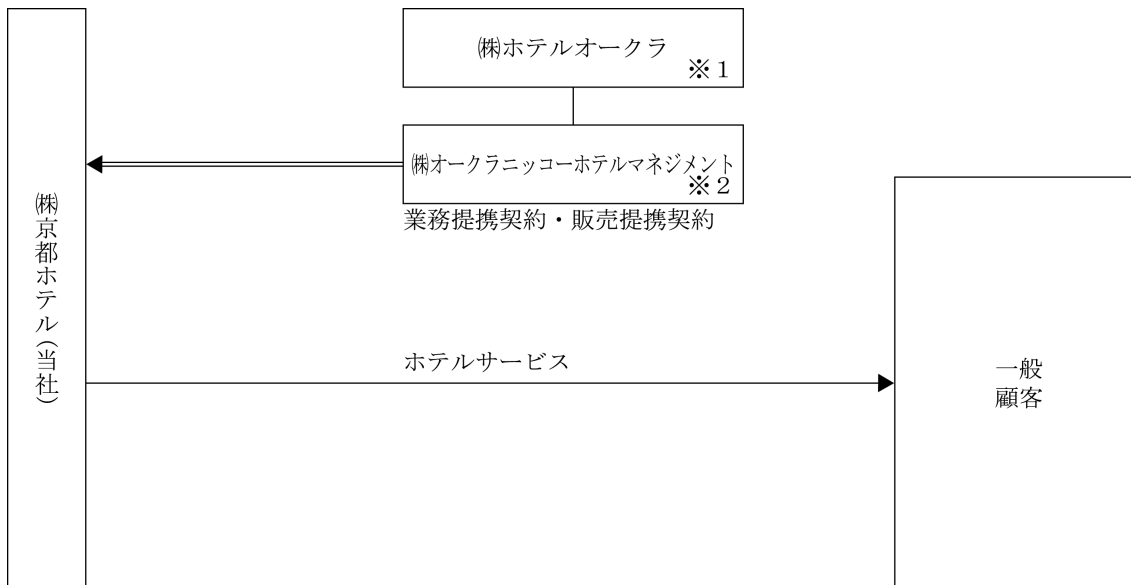 ㈱ホテルオークラ
※1
㈱オークラニッコーホテルマネジメント
※2
業務提携契約・販売提携契約
㈱京都ホテル(当社)
ホテルサービス
一般
顧客